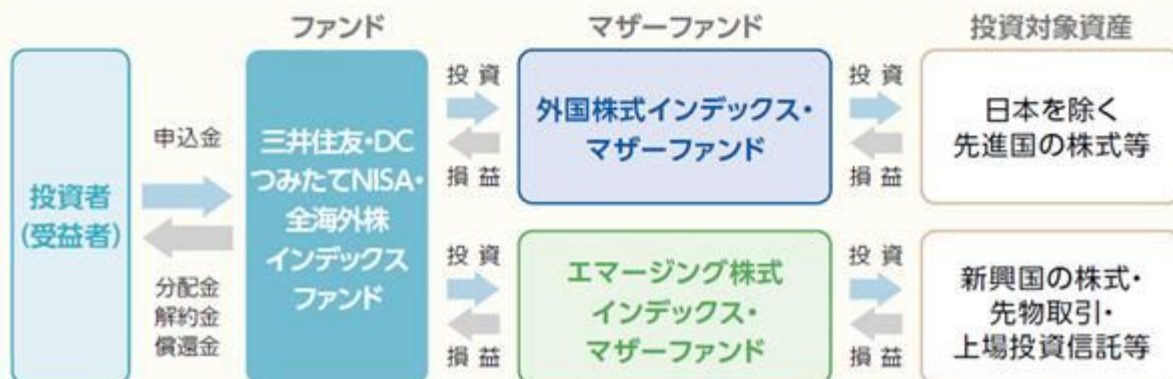 ファンド
マザーファンド
投資対象資産
投資者
(受益者)
申込金
分配金
解約金
償還金
三井住友・DC
つみたてNISA・
全海外株
インデックス
ファンド
投資
損益
外国株式インデックス・
マザーファンド
投資
損益
日本を除く
先進国の株式等
投資
損益
エマージング株式
インデックス・
マザーファンド
投資
損益
新興国の株式・
先物取引・
上場投資信託等